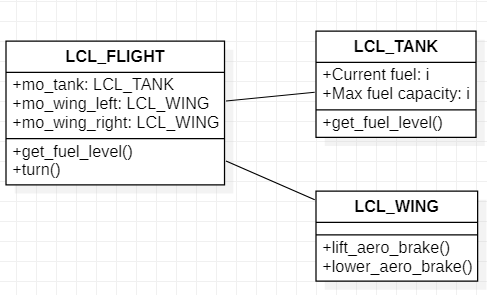 LCL_FLIGHT
+mo_tank: LCL_TANK
+mo_wing_left: LCL_WING
+mo_wing_right: LCL_WING
+get_fuel_level()
+turn()
LCL_TANK
+Current fuel: i
+Max fuel capacity: i
+get_fuel_level()
LCL_WING
+lift_aero_brake()
+lower_aero_brake()